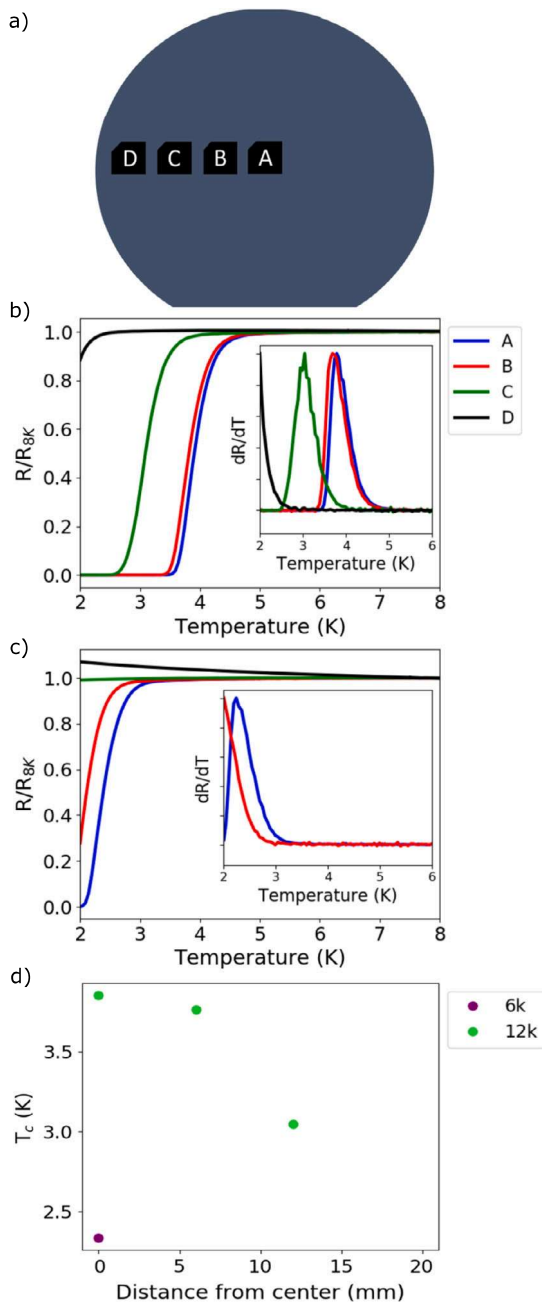 a)
D C B A
b)
R/R8K
1.0
0.8
0.6
0.4
0.2
0.0
2 3 4 5 6 7 8
Temperature (K)
dR/dT
2 3 4 5 6
Temperature (K)
A
B
C
D
c)
R/R8K
1.0
0.8
0.6
0.4
0.2
0.0
2 3 4 5 6 7 8
Temperature (K)
dR/dT
2 3 4 5 6
Temperature (K)
d)
Tc (K)
3.5
3.0
2.5
0 5 10 15 20
Distance from center (mm)
6k
12k